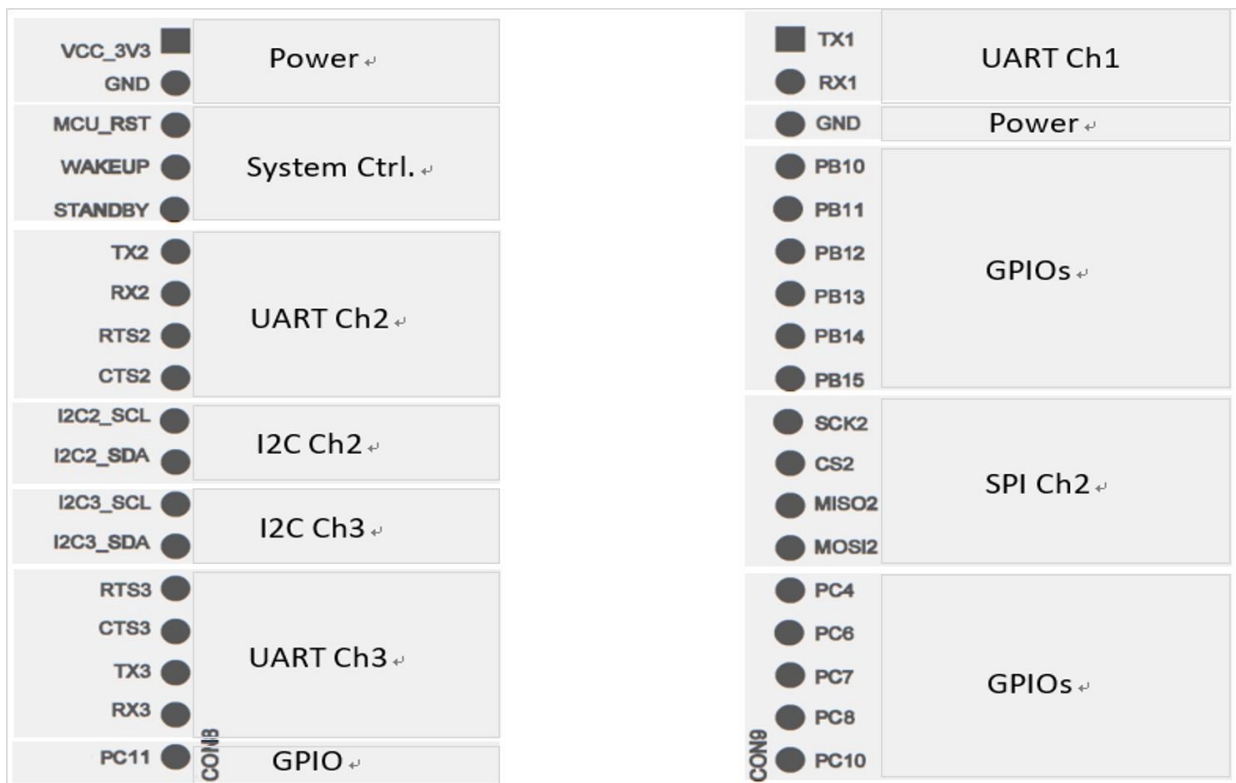 VCC_3V3
GND
Power
MCU_RST
WAKEUP
STANDBY
System Ctrl.
TX2
RX2
RTS2
CTS2
UART Ch2
I2C2_SCL
I2C2_SDA
I2C Ch2
I2C3_SCL
I2C3_SDA
I2C Ch3
RTS3
CTS3
TX3
RX3
UART Ch3
PC11
CON8
GPIO
TX1
RX1
UART Ch1
GND
Power
PB10
PB11
PB12
PB13
PB14
PB15
GPIOs
SCK2
CS2
MISO2
MOSI2
SPI Ch2
PC4
PC6
PC7
PC8
PC10
CON9
GPIOs